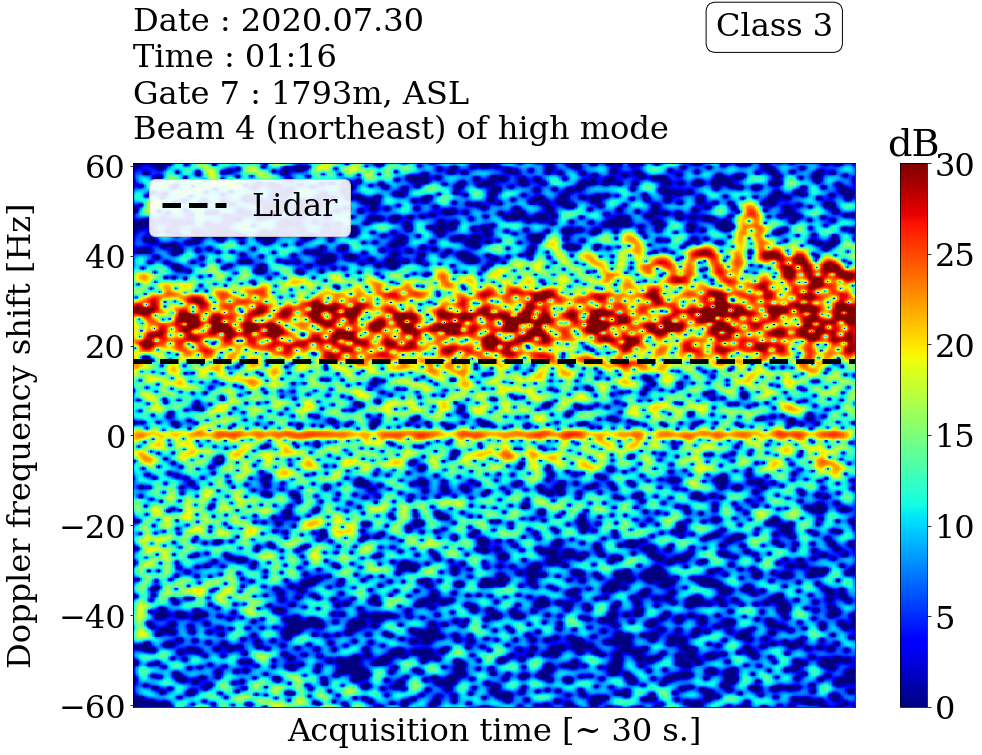 Date : 2020.07.30
Time : 01:16
Gate 7 : 1793m, ASL
Beam 4 (northeast) of high mode
Class 3
dB
Lidar
Doppler frequency shift [Hz]
60
40
20
0
−20
−40
−60
30
25
20
15
10
5
0
Acquisition time [~ 30 s.]